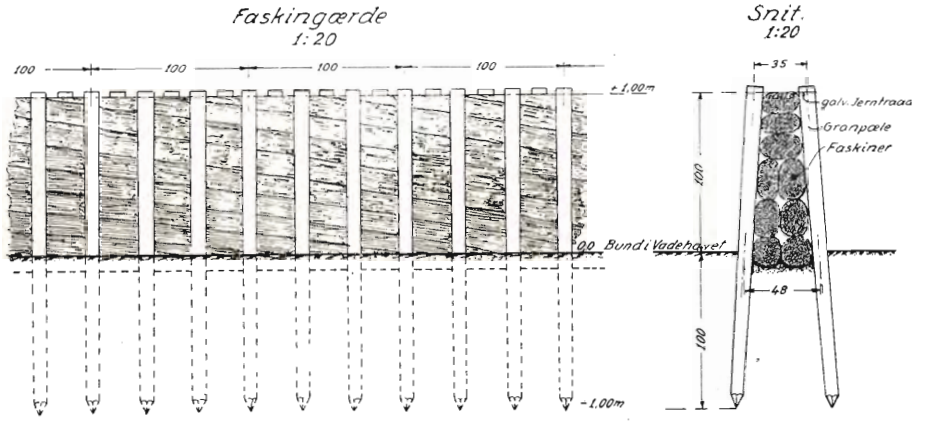 Faskingærde
1:20
Snit.
1:20
100
100
100
100
35
+1,00m
galv. Jerntraad
Granpæle
Faskiner
100
0,0 Bund i Vadehavet
48
100
-1,00m